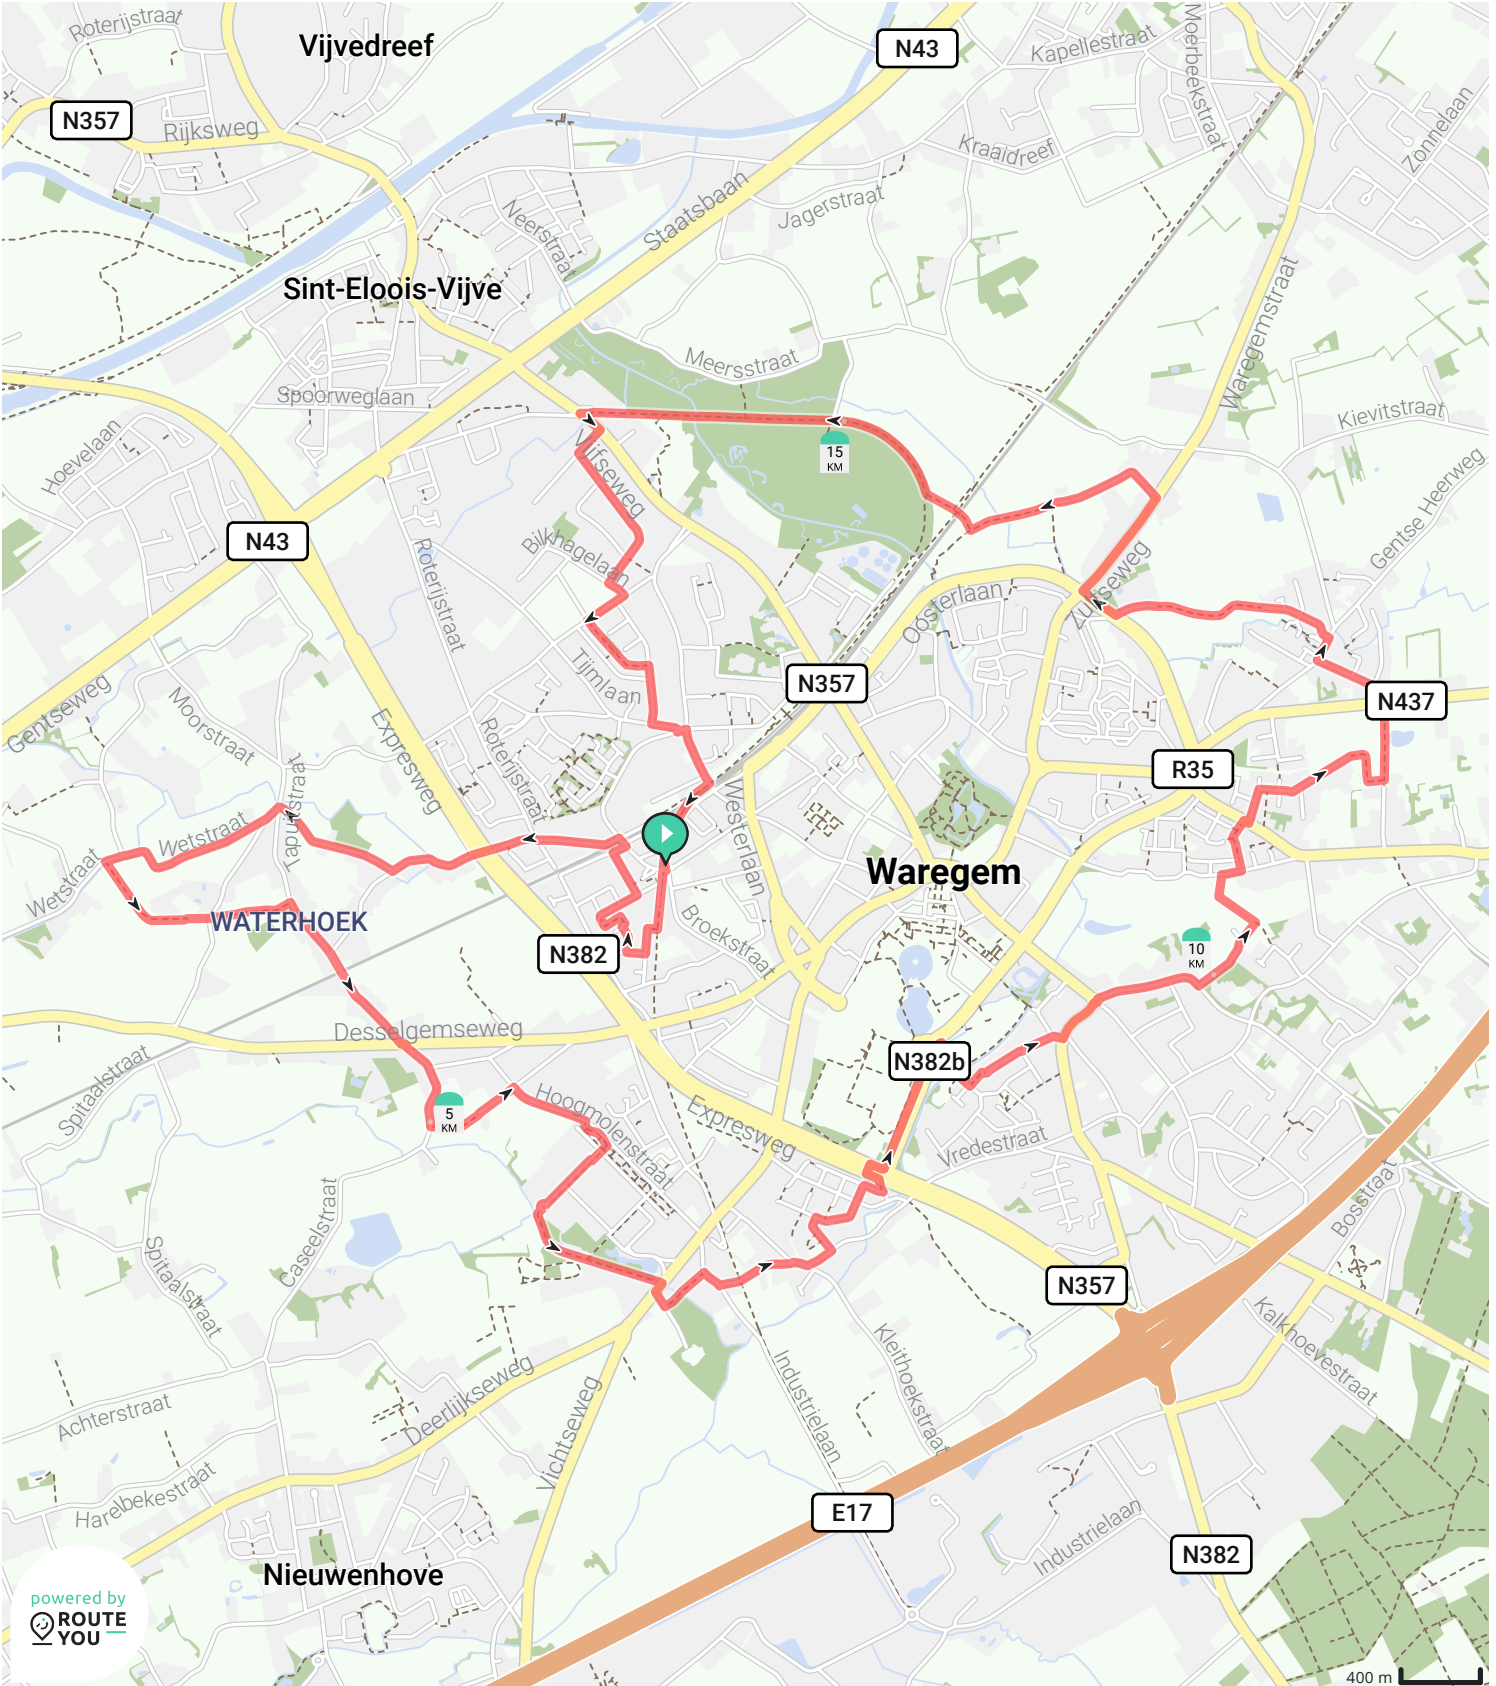 Roterijstraat
Vijvedreef
N43
Kapellestraat
Moerbeekstraat
N357
Rijksweg
Kraaidreef
Zonnelaan
Neerstraat
Staatsbaan
Jagerstraat
Sint-Eloois-Vijve
Waregemstraat
Meersstraat
Spoorweglaan
Kievitstraat
Hoevelaan
Vijfseweg
15
KM
Gentse Heerweg
N43
Bilkhagelaan
Roterijstraat
Oosterlaan
Zultseweg
Tijmlaan
N357
N437
Gentseweg
Moorstraat
Expresweg
Roterijstraat
R35
Tapuitstraat
Westerlaan
Wetstraat
Wetstraat
Waregem
WATERHOEK
Broekstraat
N382
10
KM
Desselgemseweg
N382b
Spitaalstraat
5
KM
Hoogmolenstraat
Expresweg
Vredestraat
Bosstraat
Caseelstraat
Spitaalstraat
N357
Kalkhoevestraat
Kleithoekstraat
Industrielaan
Deerlijkseweg
Achterstraat
Vichtseweg
Harelbekestraat
E17
Industrielaan
N382
Nieuwenhove
powered by
ROUTE
YOU
400 m